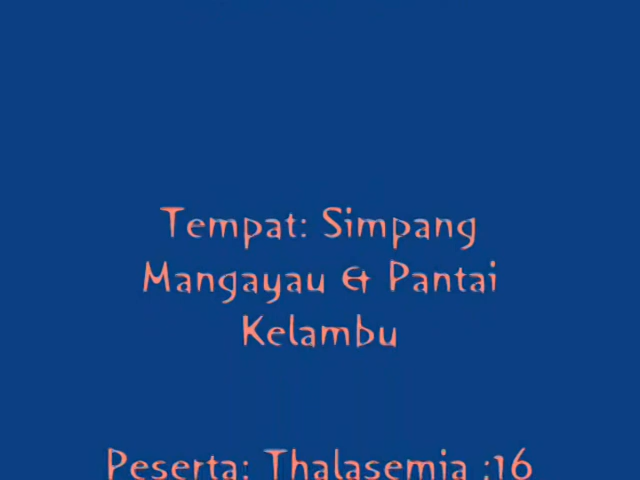 Tempat: Simpang
Mangayau & Pantai
Kelambu
Peserta: Thalasemia :16